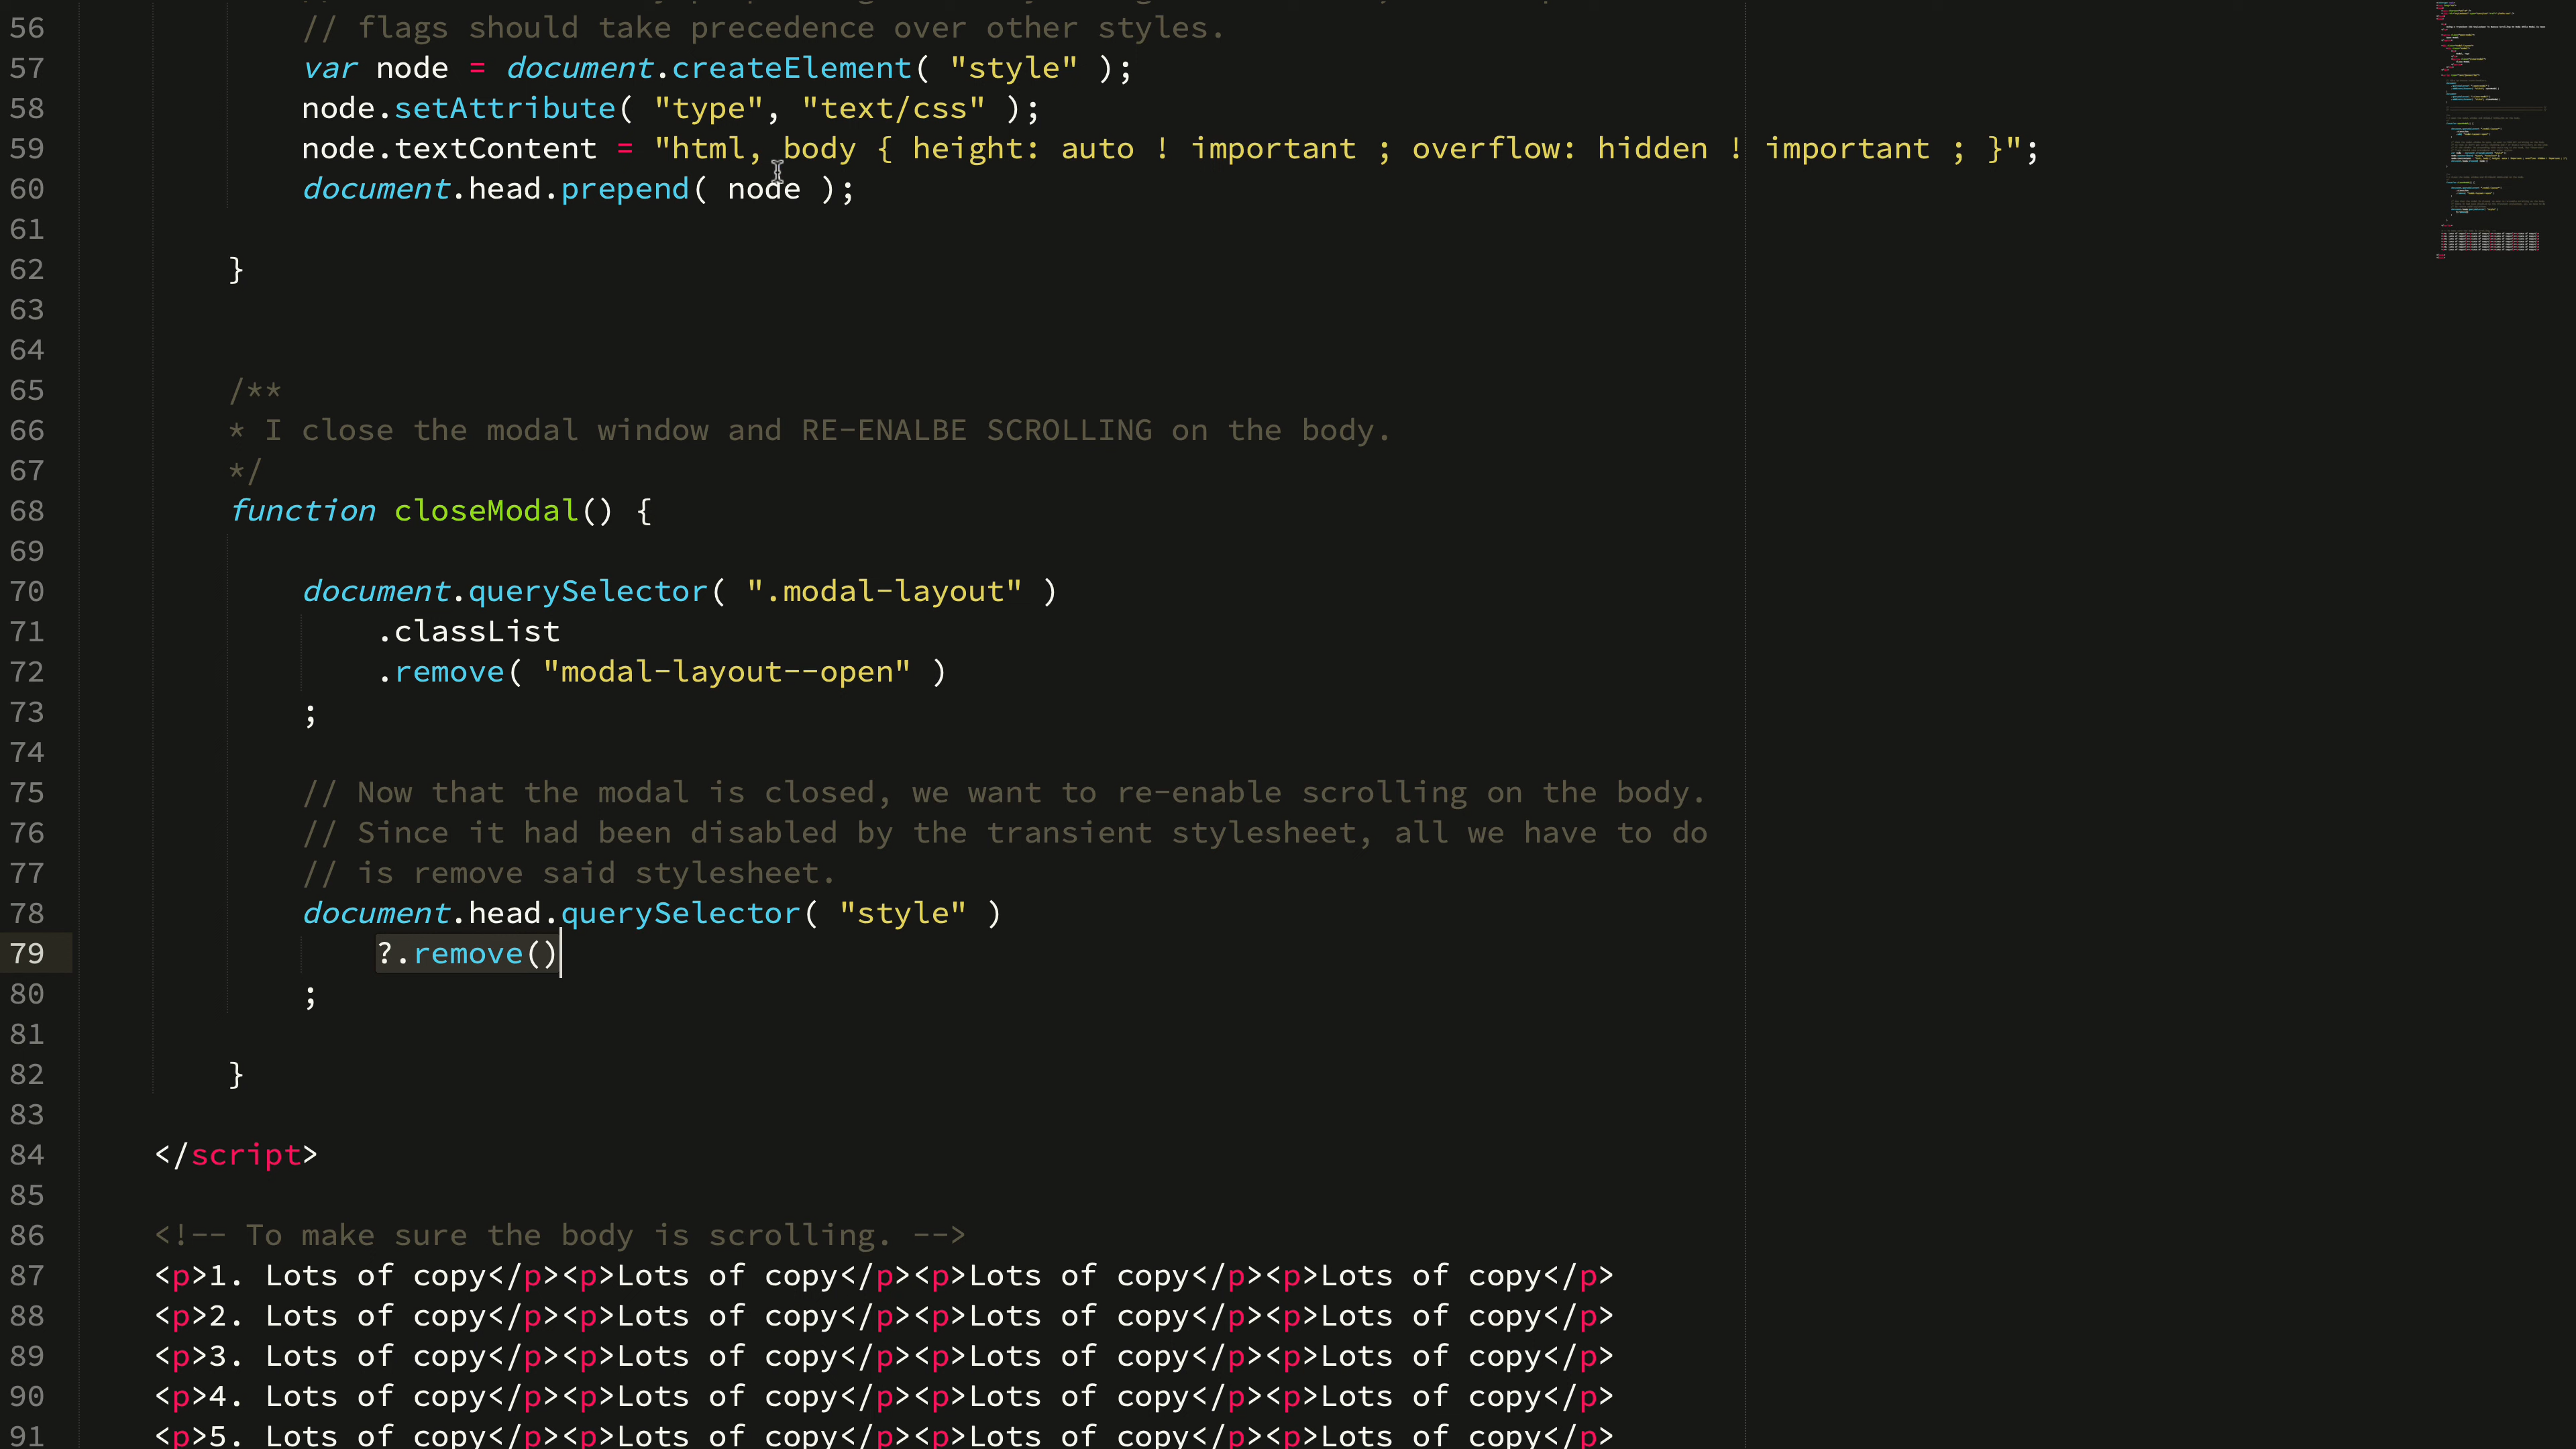 56 // flags should take precedence over other styles.
57 var node = document.createElement( "style" );
58 node.setAttribute( "type", "text/css" );
59 node.textContent = "html, body { height: auto ! important ; overflow: hidden ! important ; }";
60 document.head.prepend( node );
61
62 }
63
64
65 /**
66 * I close the modal window and RE-ENALBE SCROLLING on the body.
67 */
68 function closeModal() {
69
70 document.querySelector( ".modal-layout" )
71 .classList
72 .remove( "modal-layout--open" )
73 ;
74
75 // Now that the modal is closed, we want to re-enable scrolling on the body.
76 // Since it had been disabled by the transient stylesheet, all we have to do
77 // is remove said stylesheet.
78 document.head.querySelector( "style" )
79 ?.remove()
80 ;
81
82 }
83
84 </script>
85
86 <!-- To make sure the body is scrolling. -->
87 <p>1. Lots of copy</p><p>Lots of copy</p><p>Lots of copy</p><p>Lots of copy</p>
88 <p>2. Lots of copy</p><p>Lots of copy</p><p>Lots of copy</p><p>Lots of copy</p>
89 <p>3. Lots of copy</p><p>Lots of copy</p><p>Lots of copy</p><p>Lots of copy</p>
90 <p>4. Lots of copy</p><p>Lots of copy</p><p>Lots of copy</p><p>Lots of copy</p>
91 <p>5. Lots of copy</p><p>Lots of copy</p><p>Lots of copy</p><p>Lots of copy</p>